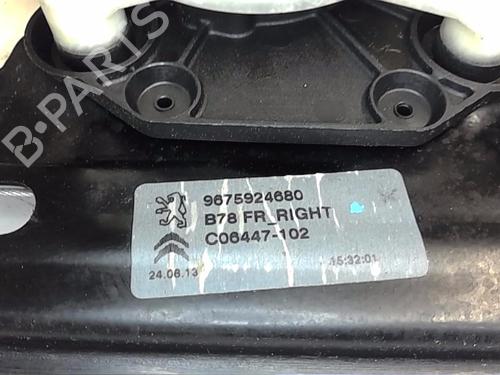 B-PARTS
9675924680
B78 FR_RIGHT
C06447-102
24.06.13 15:32:01